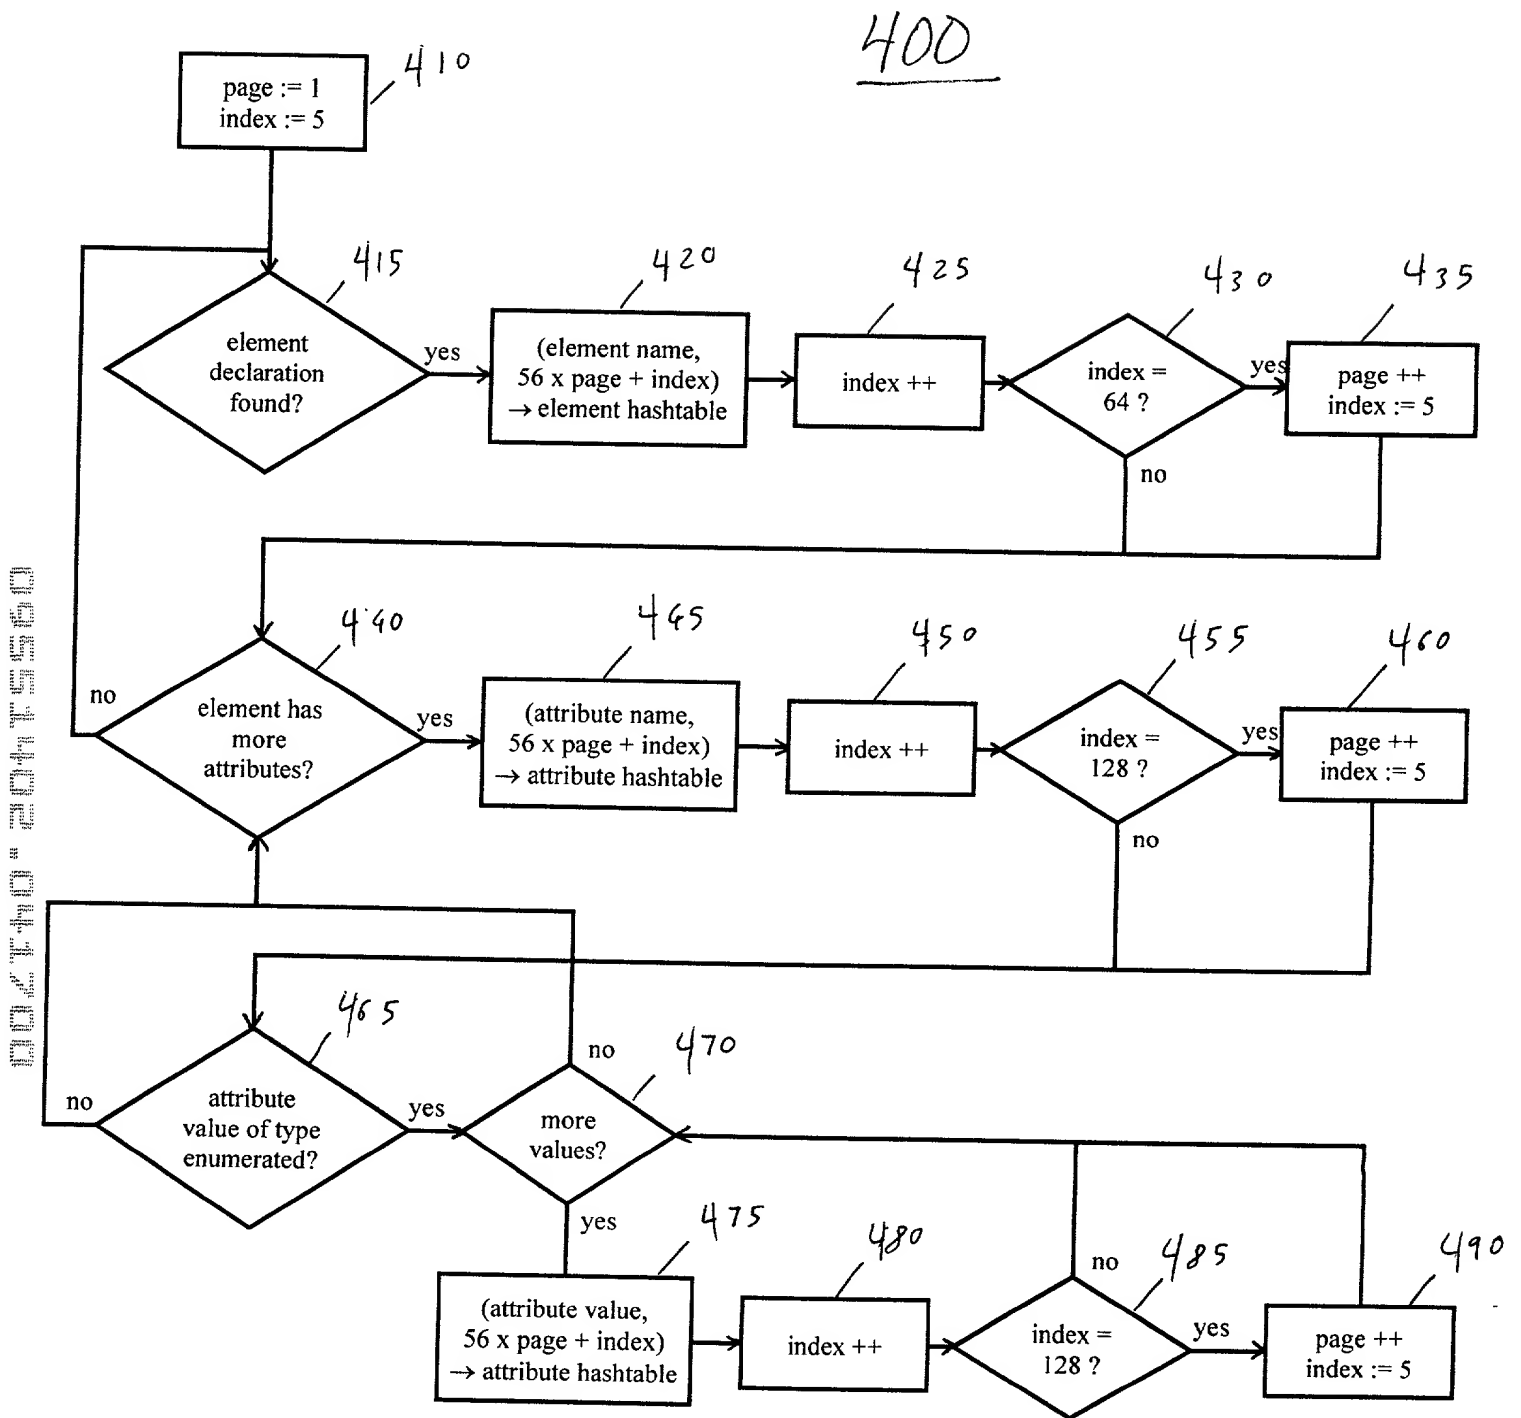 400
410
page := 1
index := 5
415
element
declaration
found?
yes
420
(element name,
56 x page + index)
→ element hashtable
425
index ++
430
index =
64 ?
yes
no
435
page ++
index := 5
440
element has
more
attributes?
no
yes
445
(attribute name,
56 x page + index)
→ attribute hashtable
450
index ++
455
index =
128 ?
yes
no
460
page ++
index := 5
465
attribute
value of type
enumerated?
no
yes
470
more
values?
no
yes
475
(attribute value,
56 x page + index)
→ attribute hashtable
480
index ++
485
index =
128 ?
no
yes
490
page ++
index := 5